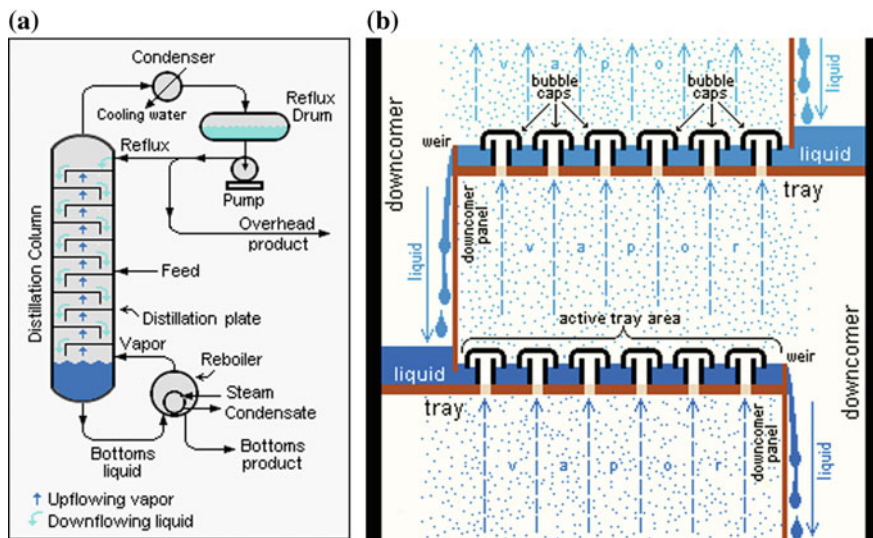 (a)
Condenser
Cooling water
Reflux
Drum
Reflux
Pump
Overhead
product
Distillation Column
Feed
Distillation plate
Vapor
Reboiler
Steam
Condensate
Bottoms
liquid
Bottoms
product
Upflowing vapor
Downflowing liquid
(b)
downcomer
v a p o r
liquid
bubble
caps
bubble
caps
weir
liquid
tray
downcomer
panel
liquid
v a p o r
active tray area
weir
liquid
tray
downcomer
downcomer
panel
v a p o r
liquid